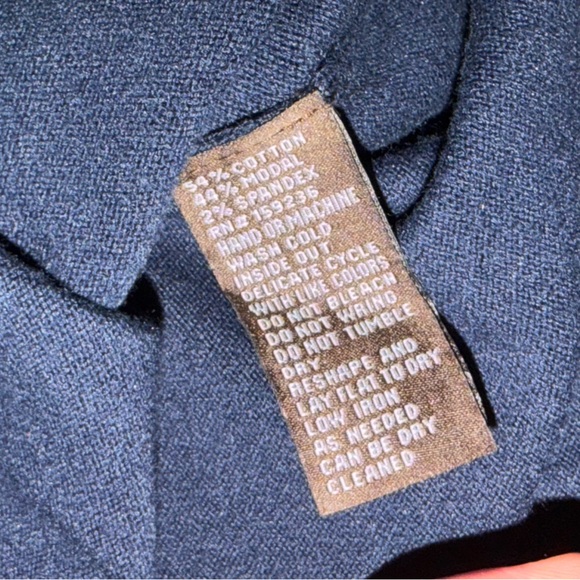 54% COTTON
44% MODAL
2% SPANDEX
RN# 159236
HAND OR MACHINE
WASH COLD
INSIDE OUT
DELICATE CYCLE
WITH LIKE COLORS
DO NOT BLEACH
DO NOT WRIND
DO NOT TUMBLE
DRY
RESHAPE AND
LAY FLAT TO DRY
LOW IRON
AS NEEDED
CAN BE DRY
CLEANED